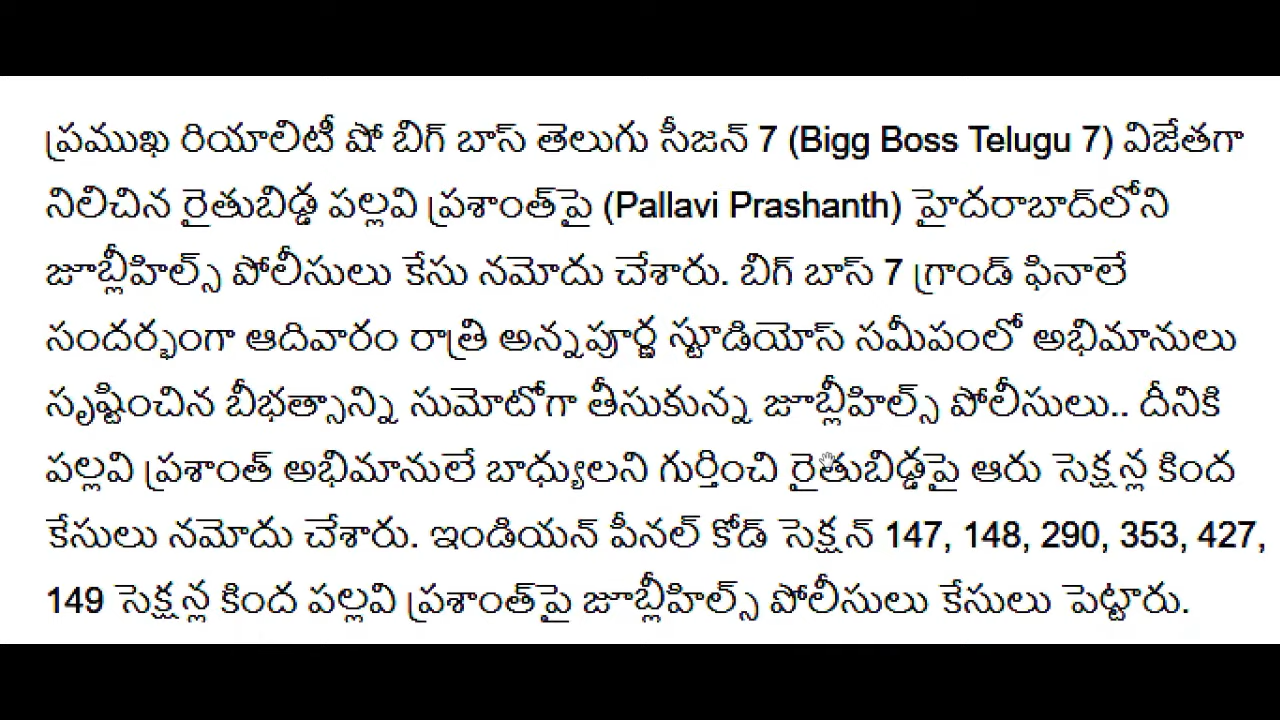 ప్రముఖ రియాలిటీ షో బిగ్ బాస్ తెలుగు సీజన్ 7 (Bigg Boss Telugu 7) విజేతగా
నిలిచిన రైతుబిడ్డ పల్లవి ప్రశాంత్‌పై (Pallavi Prashanth) హైదరాబాద్‌లోని
జూబ్లీహిల్స్ పోలీసులు కేసు నమోదు చేశారు. బిగ్ బాస్ 7 గ్రాండ్ ఫినాలే
సందర్భంగా ఆదివారం రాత్రి అన్నపూర్ణ స్టూడియోస్ సమీపంలో అభిమానులు
సృష్టించిన బీభత్సాన్ని సుమోటోగా తీసుకున్న జూబ్లీహిల్స్ పోలీసులు.. దీనికి
పల్లవి ప్రశాంత్ అభిమానులే బాధ్యులని గుర్తించి రైతుబిడ్డపై ఆరు సెక్షన్ల కింద
కేసులు నమోదు చేశారు. ఇండియన్ పీనల్ కోడ్ సెక్షన్ 147, 148, 290, 353, 427,
149 సెక్షన్ల కింద పల్లవి ప్రశాంత్‌పై జూబ్లీహిల్స్ పోలీసులు కేసులు పెట్టారు.